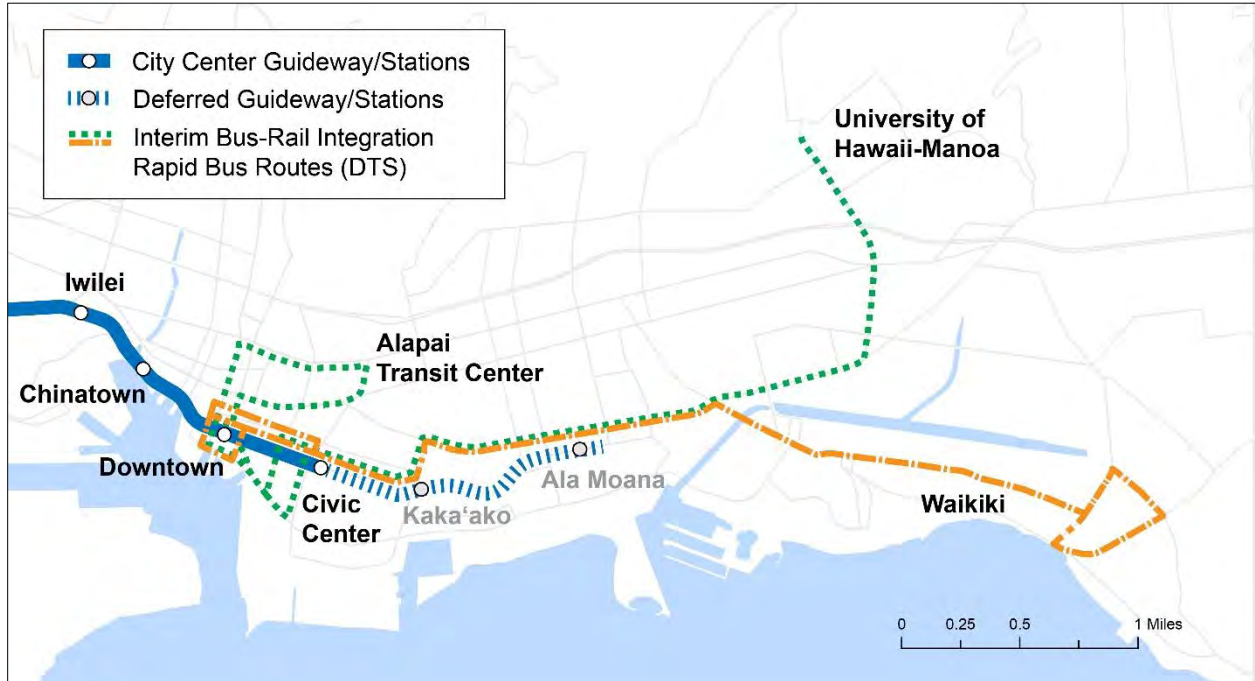 City Center Guideway/Stations
Deferred Guideway/Stations
Interim Bus-Rail Integration
Rapid Bus Routes (DTS)
University of
Hawaii-Manoa
Iwilei
Alapai
Transit Center
Chinatown
Downtown
Civic
Center
Kaka‘ako
Ala Moana
Waikiki
0 0.25 0.5 1 Miles